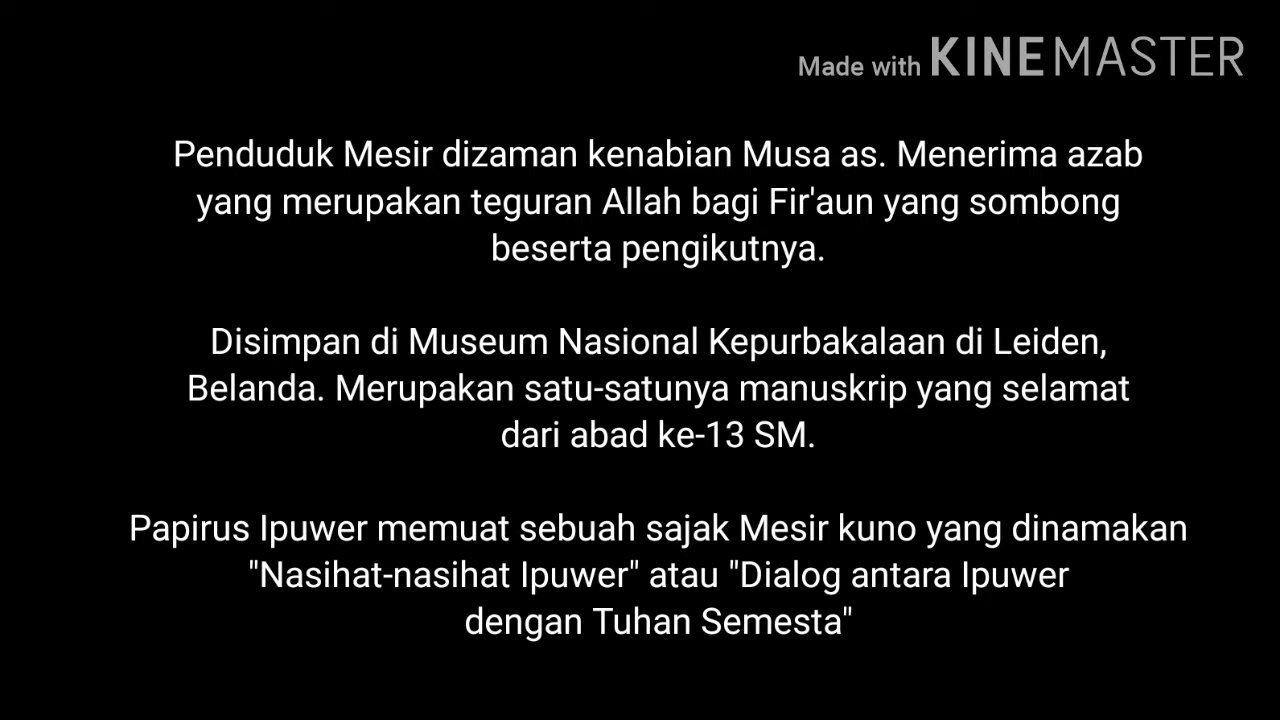 Made with KINEMASTER
Penduduk Mesir dizaman kenabian Musa as. Menerima azab
yang merupakan teguran Allah bagi Fir'aun yang sombong
beserta pengikutnya.
Disimpan di Museum Nasional Kepurbakalaan di Leiden,
Belanda. Merupakan satu-satunya manuskrip yang selamat
dari abad ke-13 SM.
Papirus Ipuwer memuat sebuah sajak Mesir kuno yang dinamakan
"Nasihat-nasihat Ipuwer" atau "Dialog antara Ipuwer
dengan Tuhan Semesta"